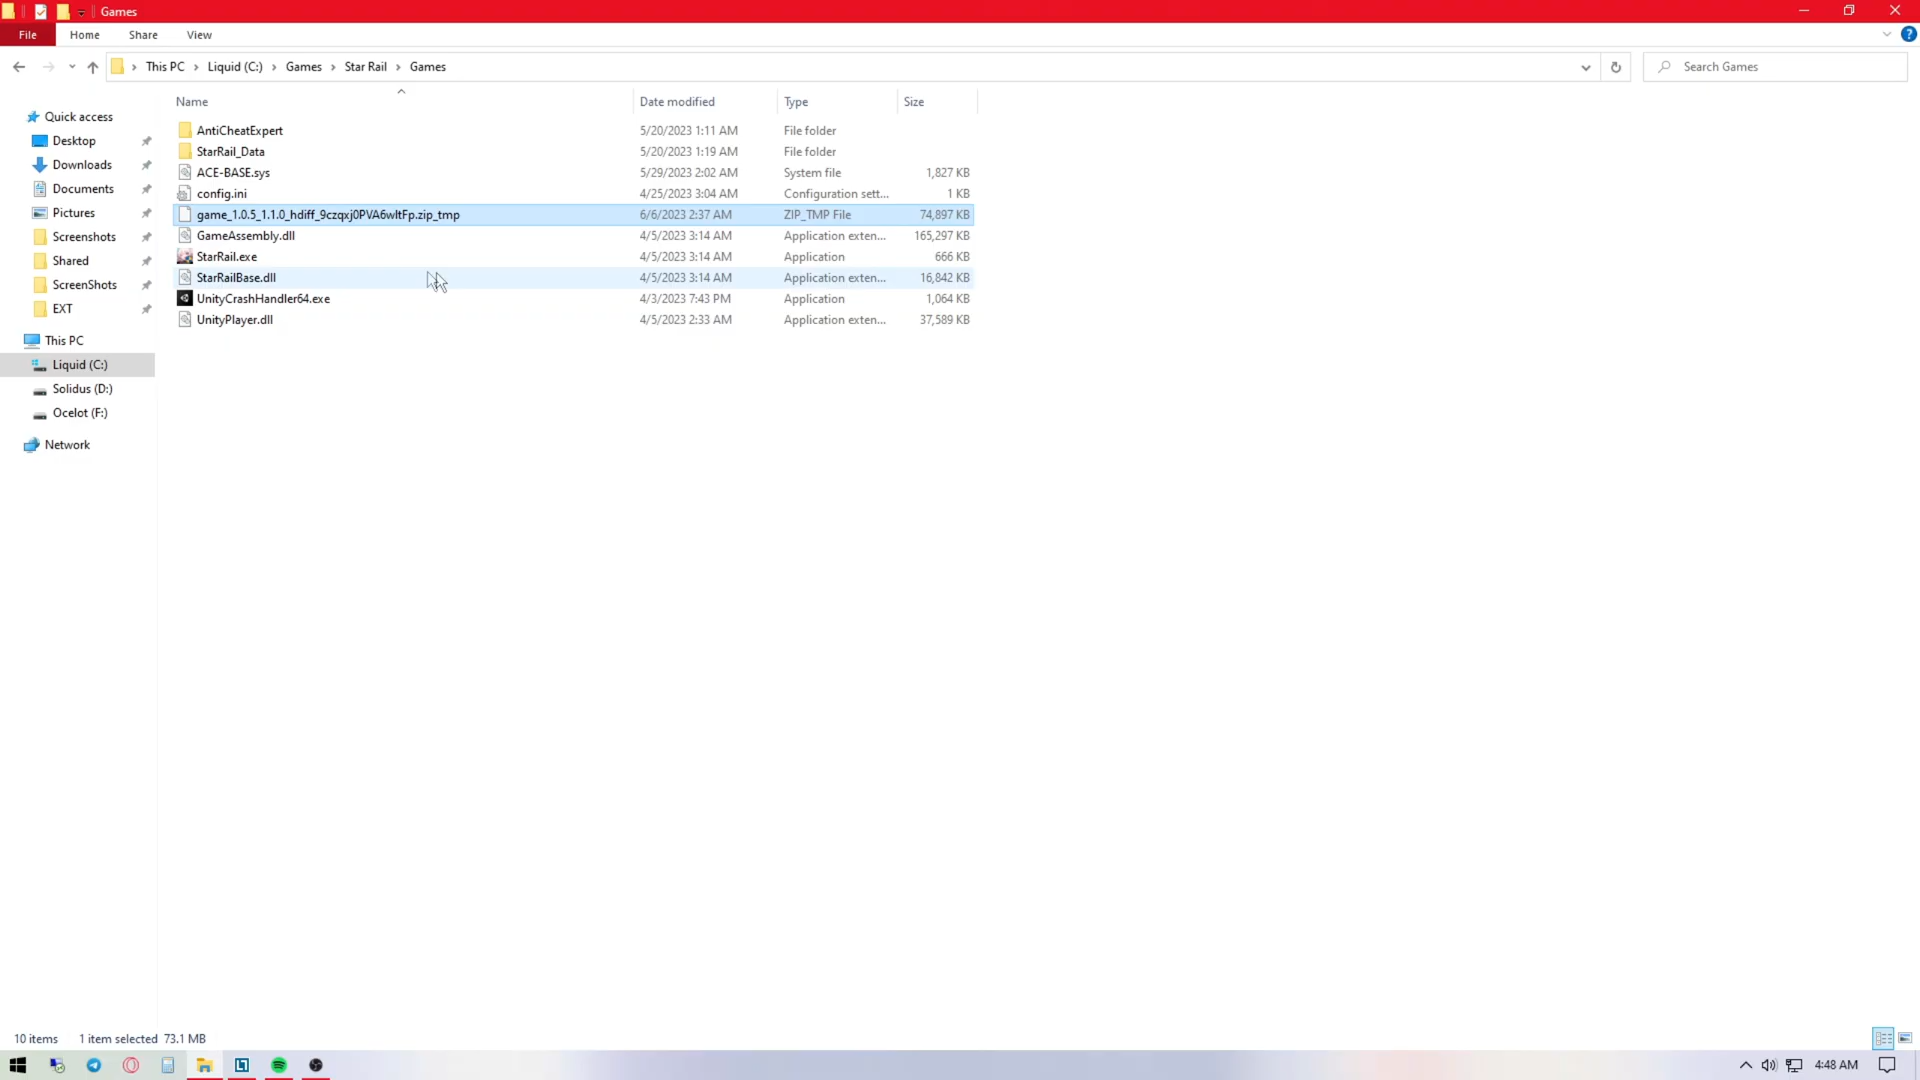 Games
File Home Share View
This PC Liquid (C:) Games Star Rail Games
Search Games
Name Date modified Type Size
Quick access
Desktop
Downloads
Documents
Pictures
Screenshots
Shared
ScreenShots
EXT
This PC
Liquid (C:)
Solidus (D:)
Ocelot (F:)
Network
AntiCheatExpert 5/20/2023 1:11 AM File folder
StarRail_Data 5/20/2023 1:19 AM File folder
ACE-BASE.sys 5/29/2023 2:02 AM System file 1,827 KB
config.ini 4/25/2023 3:04 AM Configuration sett... 1 KB
game_1.0.5_1.1.0_hdiff_9czqxj0PVA6wltFp.zip_tmp 6/6/2023 2:37 AM ZIP_TMP File 74,897 KB
GameAssembly.dll 4/5/2023 3:14 AM Application exten... 165,297 KB
StarRail.exe 4/5/2023 3:14 AM Application 666 KB
StarRailBase.dll 4/5/2023 3:14 AM Application exten... 16,842 KB
UnityCrashHandler64.exe 4/3/2023 7:43 PM Application 1,064 KB
UnityPlayer.dll 4/5/2023 2:33 AM Application exten... 37,589 KB
10 items 1 item selected 73.1 MB
4:48 AM